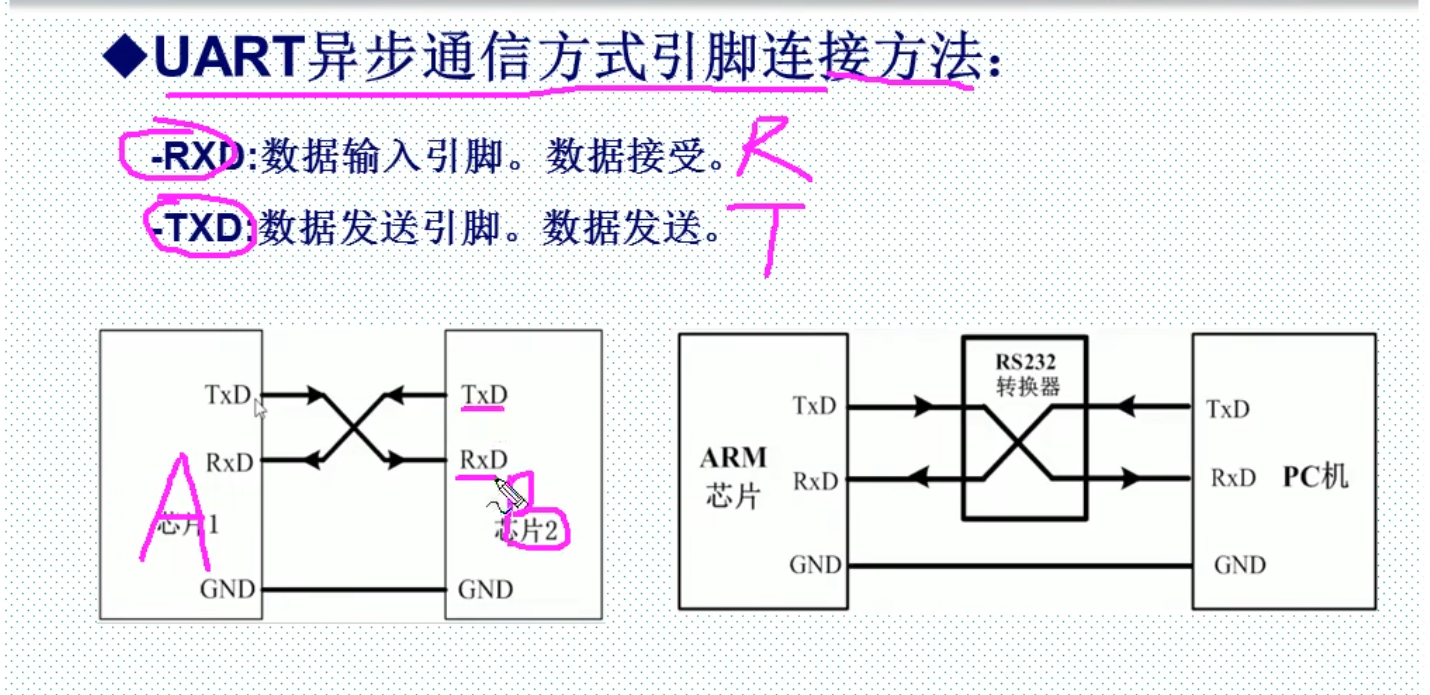 ◆UART异步通信方式引脚连接方法:
-RXD:数据输入引脚。数据接受。R
-TXD:数据发送引脚。数据发送。T
TxD
TxD
RxD
RxD
A
B
芯片1
芯片2
GND
GND
RS232
转换器
TxD
TxD
ARM
芯片
RxD
RxD
PC机
GND
GND